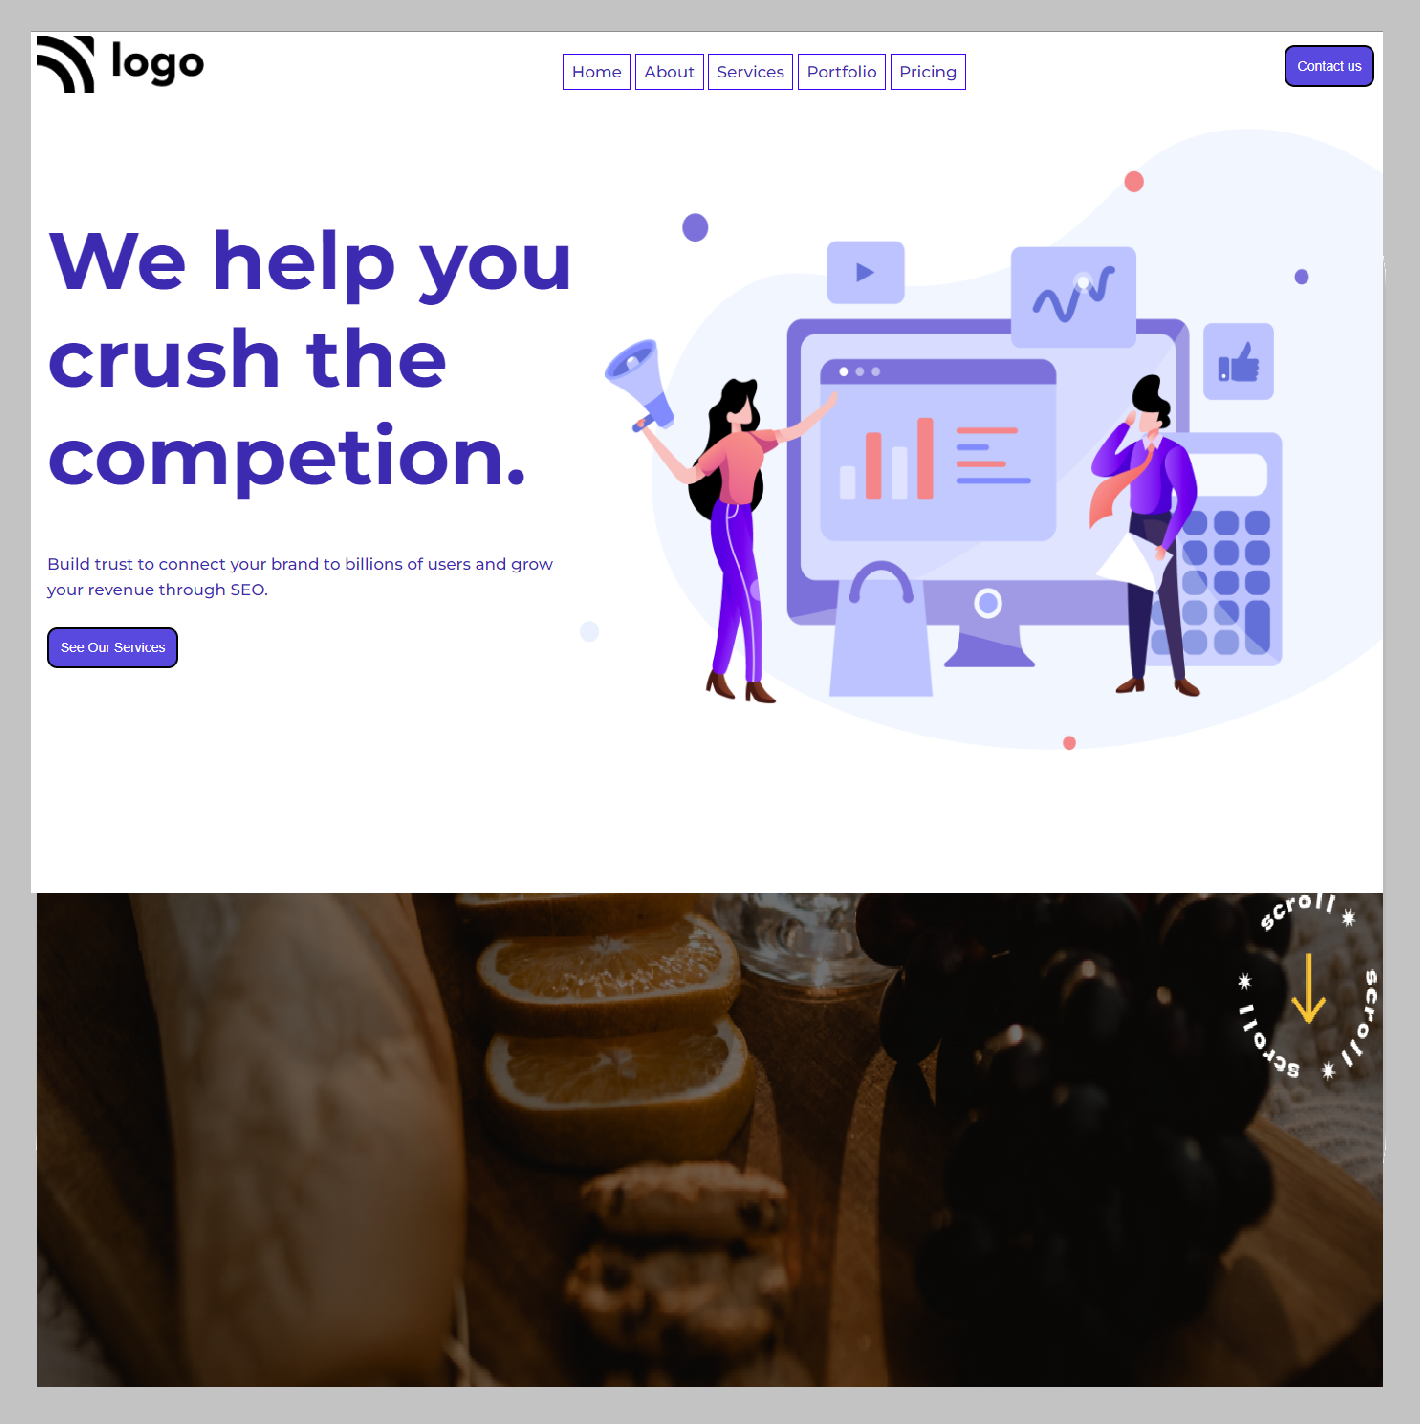 logo
Home About Services Portfolio Pricing
Contact us
We help you
crush the
competion.
Build trust to connect your brand to billions of users and grow
your revenue through SEO.
See Our Services
scroll
scroll
scroll